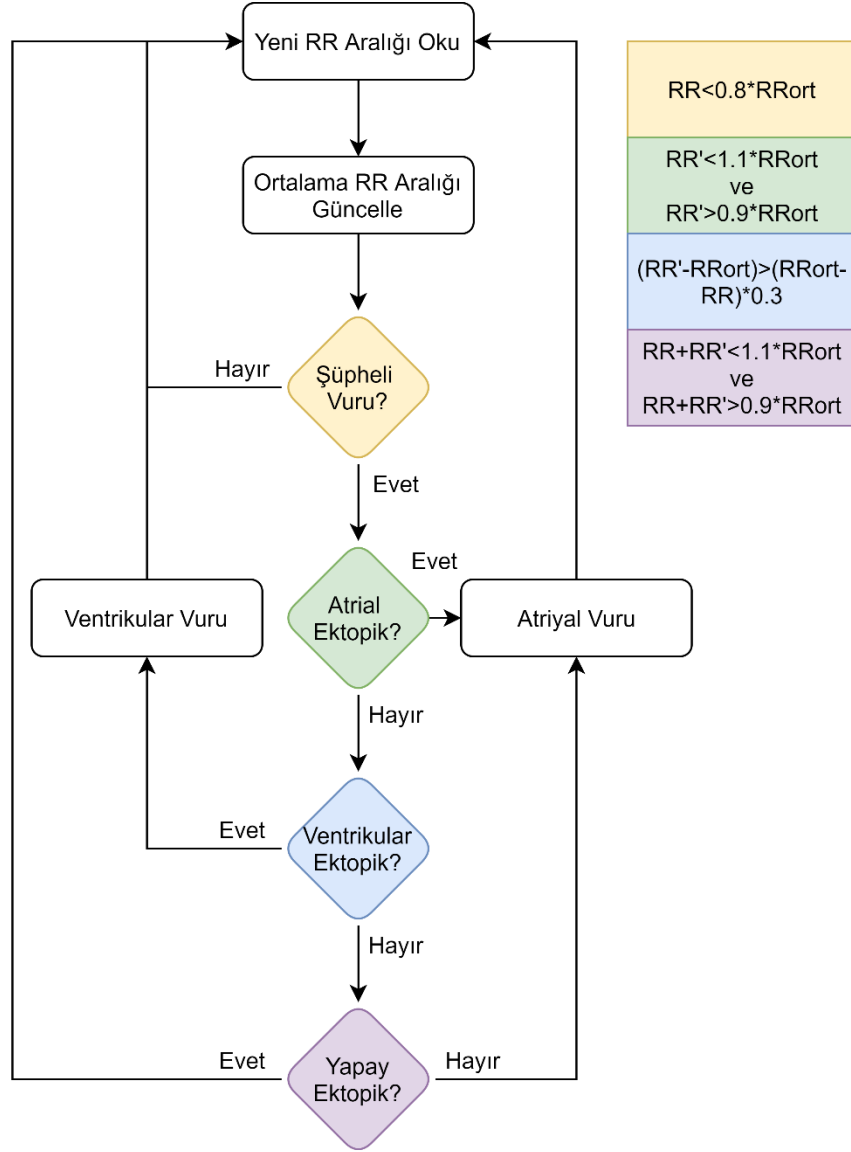 Yeni RR Aralığı Oku
Ortalama RR Aralığı
Güncelle
Hayır
Şüpheli
Vuru?
Evet
Evet
Ventrikular Vuru
Atrial
Ektopik?
Atriyal Vuru
Hayır
Evet
Ventrikular
Ektopik?
Hayır
Evet
Yapay
Ektopik?
Hayır
RR<0.8*RRort
RR'<1.1*RRort
ve
RR'>0.9*RRort
(RR'-RRort)>(RRort-
RR)*0.3
RR+RR'<1.1*RRort
ve
RR+RR'>0.9*RRort